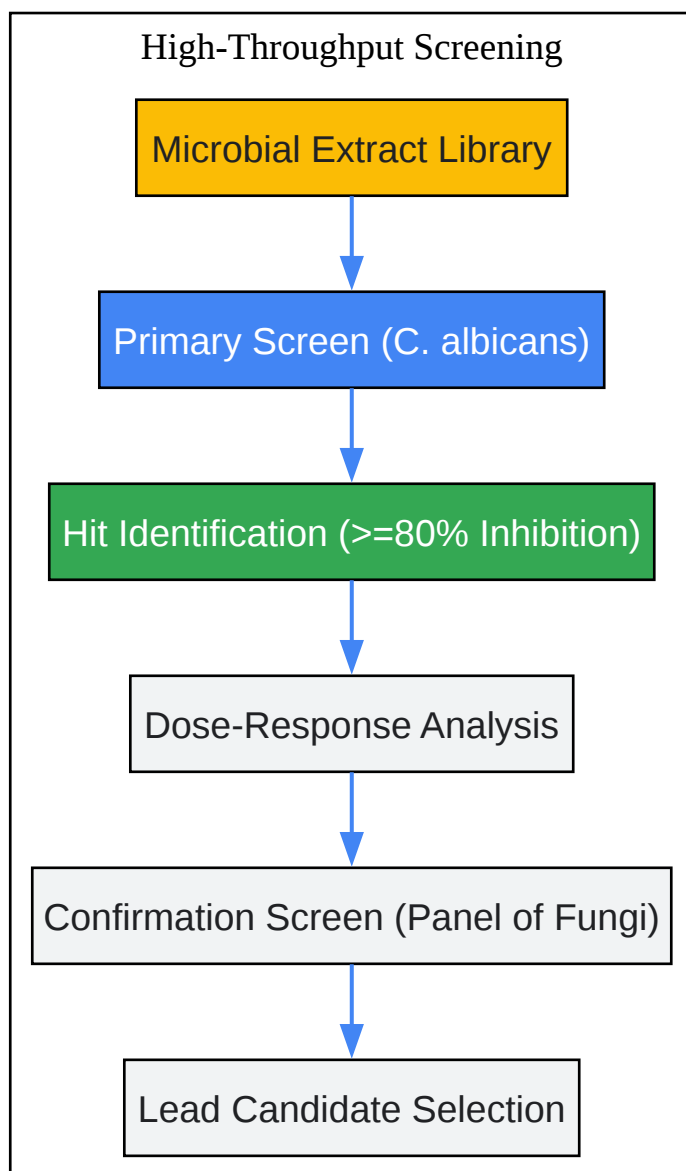 High-Throughput Screening
Microbial Extract Library
Primary Screen (C. albicans)
Hit Identification (>=80% Inhibition)
Dose-Response Analysis
Confirmation Screen (Panel of Fungi)
Lead Candidate Selection